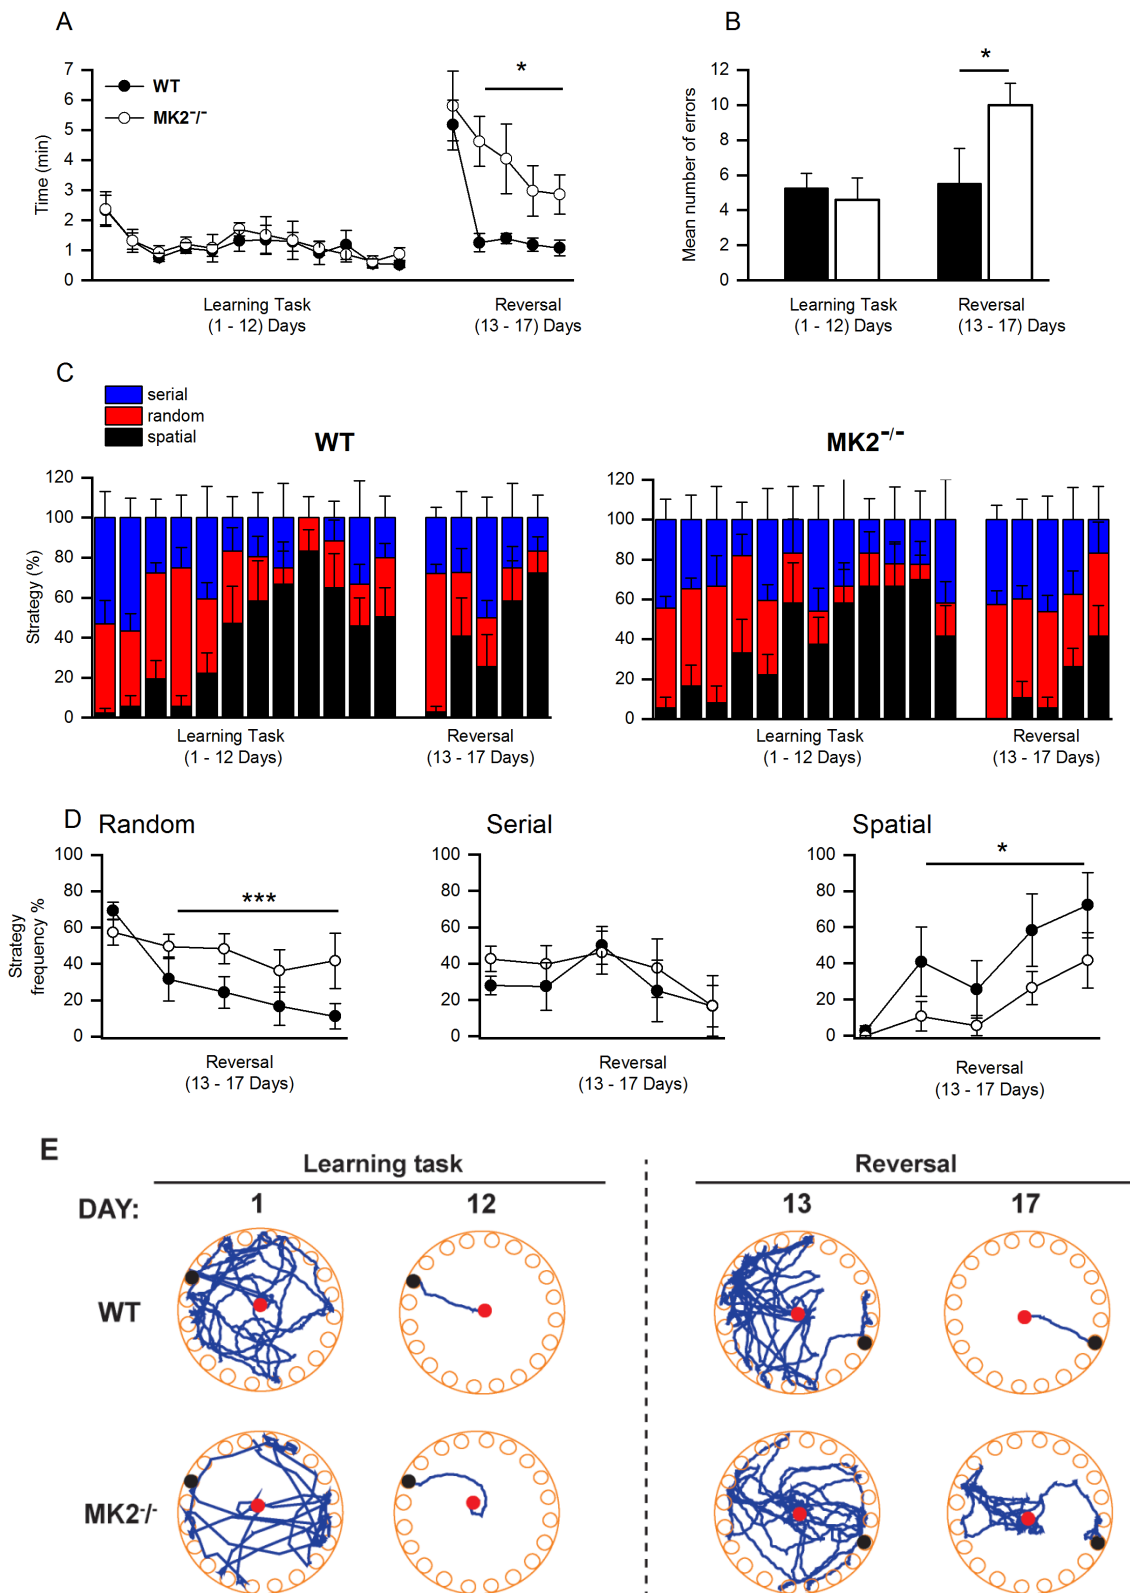 A
B
7
6
5
4
3
2
1
0
Time (min)
WT
MK2-/-
*
Learning Task
(1 - 12) Days
Reversal
(13 - 17) Days
12
10
8
6
4
2
0
Mean number of errors
*
Learning Task
(1 - 12) Days
Reversal
(13 - 17) Days
C
serial
random
spatial
WT
MK2-/-
120
100
80
60
40
20
0
Strategy (%)
Learning Task
(1 - 12 Days)
Reversal
(13 - 17 Days)
120
100
80
60
40
20
0
Learning Task
(1 - 12 Days)
Reversal
(13 - 17 Days)
D
Random
Serial
Spatial
100
80
60
40
20
0
Strategy
frequency %
***
Reversal
(13 - 17 Days)
100
80
60
40
20
0
Reversal
(13 - 17 Days)
100
80
60
40
20
0
*
Reversal
(13 - 17 Days)
E
Learning task
Reversal
DAY:
1
12
13
17
WT
MK2-/-